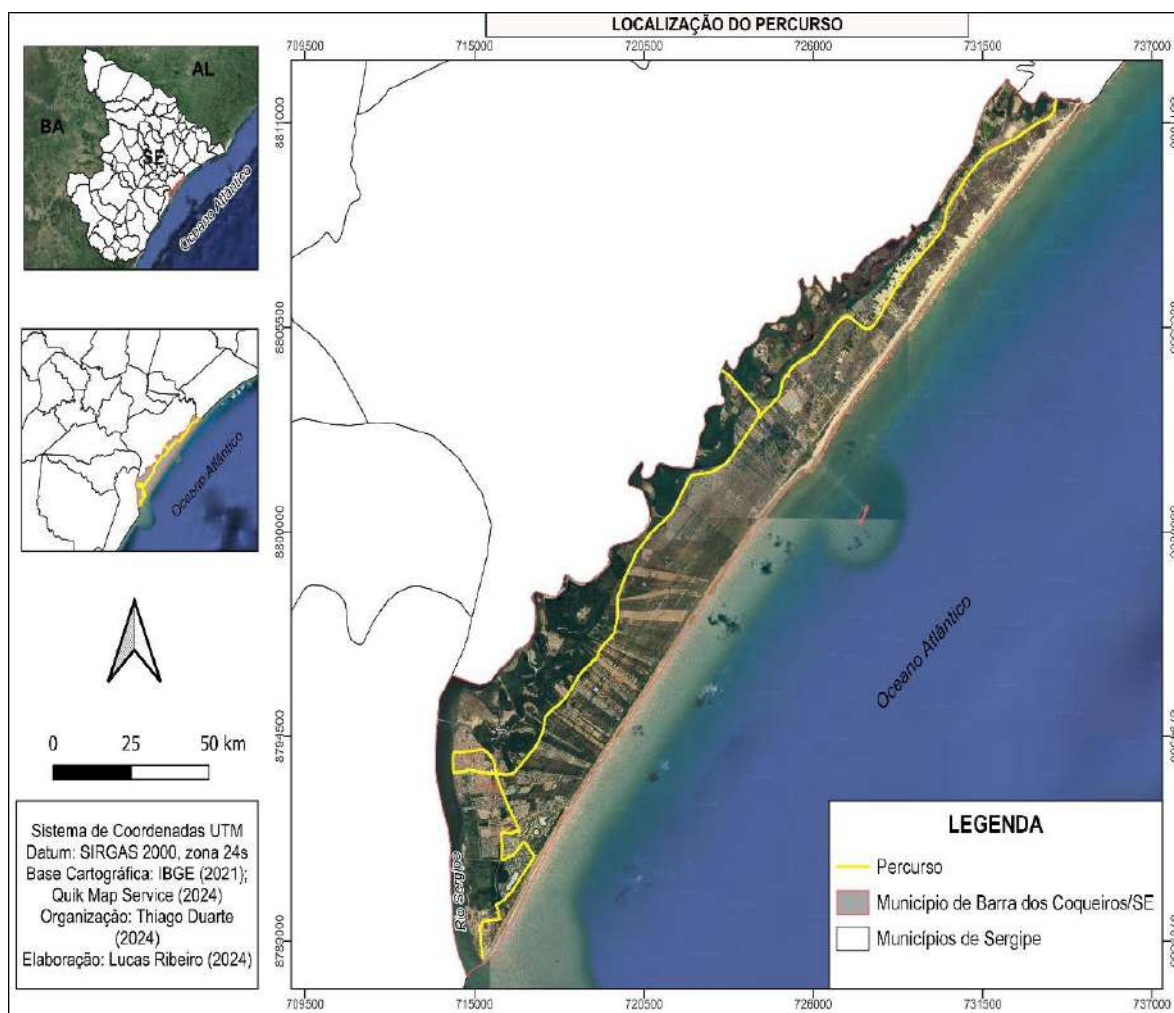 LOCALIZAÇÃO DO PERCURSO
709500 715000 720500 726000 731500 737000
AL
BA
SE
Oceano Atlântico
Oceano Atlântico
0 25 50 km
Sistema de Coordenadas UTM
Datum: SIRGAS 2000, zona 24s
Base Cartográfica: IBGE (2021);
Quik Map Service (2024)
Organização: Thiago Duarte
(2024)
Elaboração: Lucas Ribeiro (2024)
8811000
8805500
8800000
8794500
8789000
Rio Sergipe
Oceano Atlântico
LEGENDA
Percurso
Município de Barra dos Coqueiros/SE
Municípios de Sergipe
709500 715000 720500 726000 731500 737000